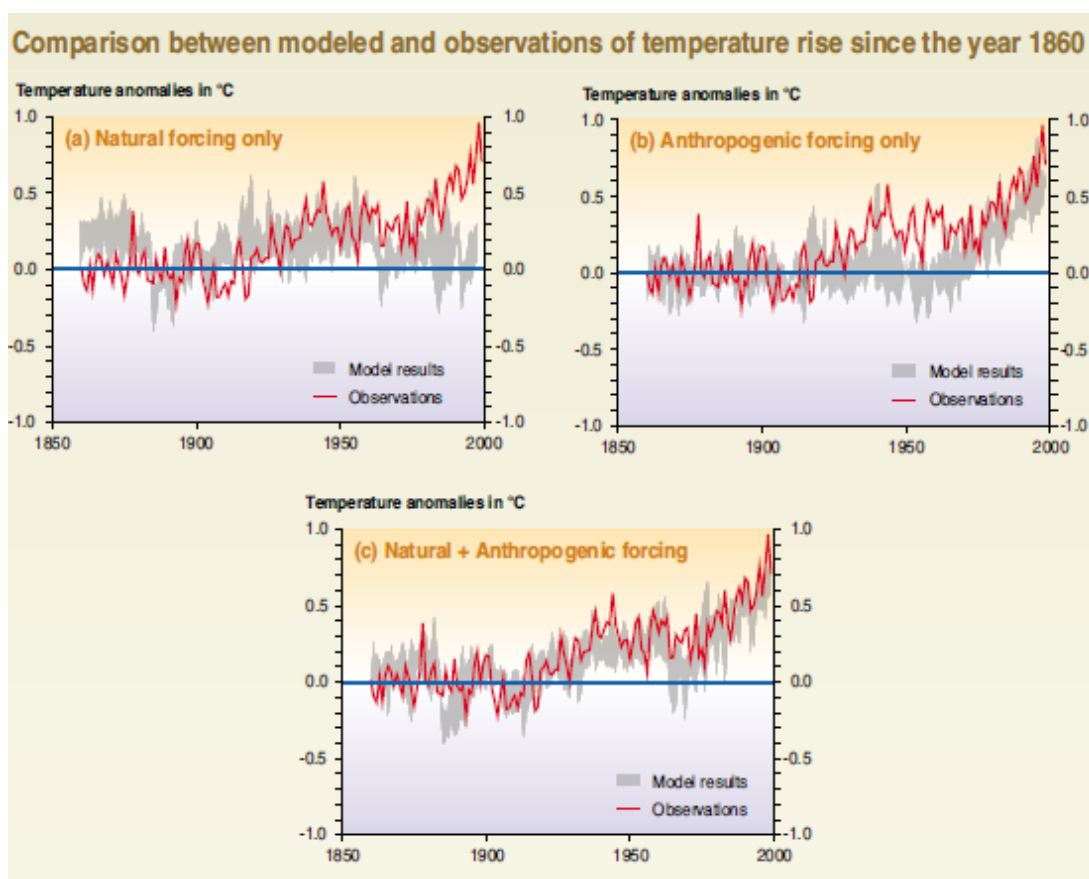 Comparison between modeled and observations of temperature rise since the year 1860
Temperature anomalies in °C
(a) Natural forcing only
1.0 1.0
0.5 0.5
0.0 0.0
-0.5 -0.5
-1.0 -1.0
Model results
Observations
1850 1900 1950 2000
Temperature anomalies in °C
(b) Anthropogenic forcing only
1.0 1.0
0.5 0.5
0.0 0.0
-0.5 -0.5
-1.0 -1.0
Model results
Observations
1850 1900 1950 2000
Temperature anomalies in °C
(c) Natural + Anthropogenic forcing
1.0 1.0
0.5 0.5
0.0 0.0
-0.5 -0.5
-1.0 -1.0
Model results
Observations
1850 1900 1950 2000